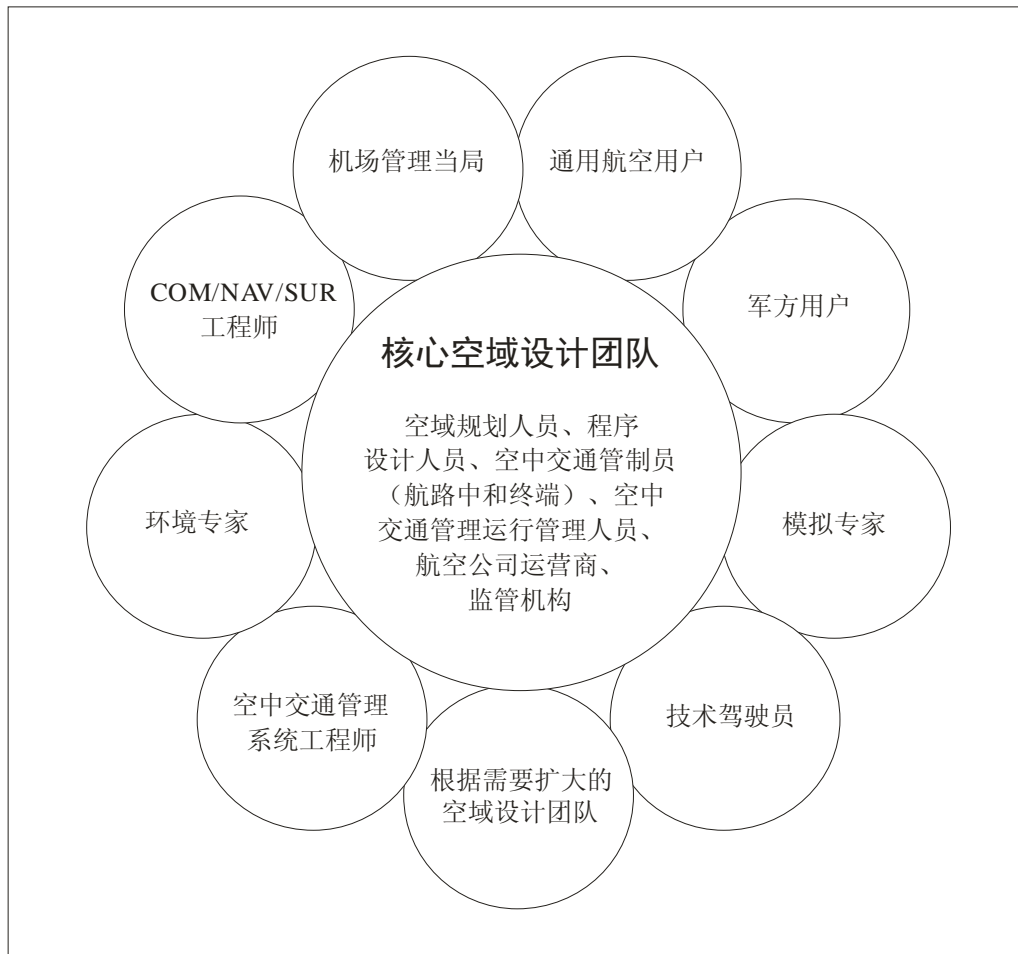 机场管理当局
通用航空用户
COM/NAV/SUR
工程师
军方用户
核心空域设计团队
空域规划人员、程序
设计人员、空中交通管制员
（航路中和终端）、空中
交通管理运行管理人员、
航空公司运营商、
监管机构
环境专家
模拟专家
空中交通管理
系统工程师
技术驾驶员
根据需要扩大的
空域设计团队